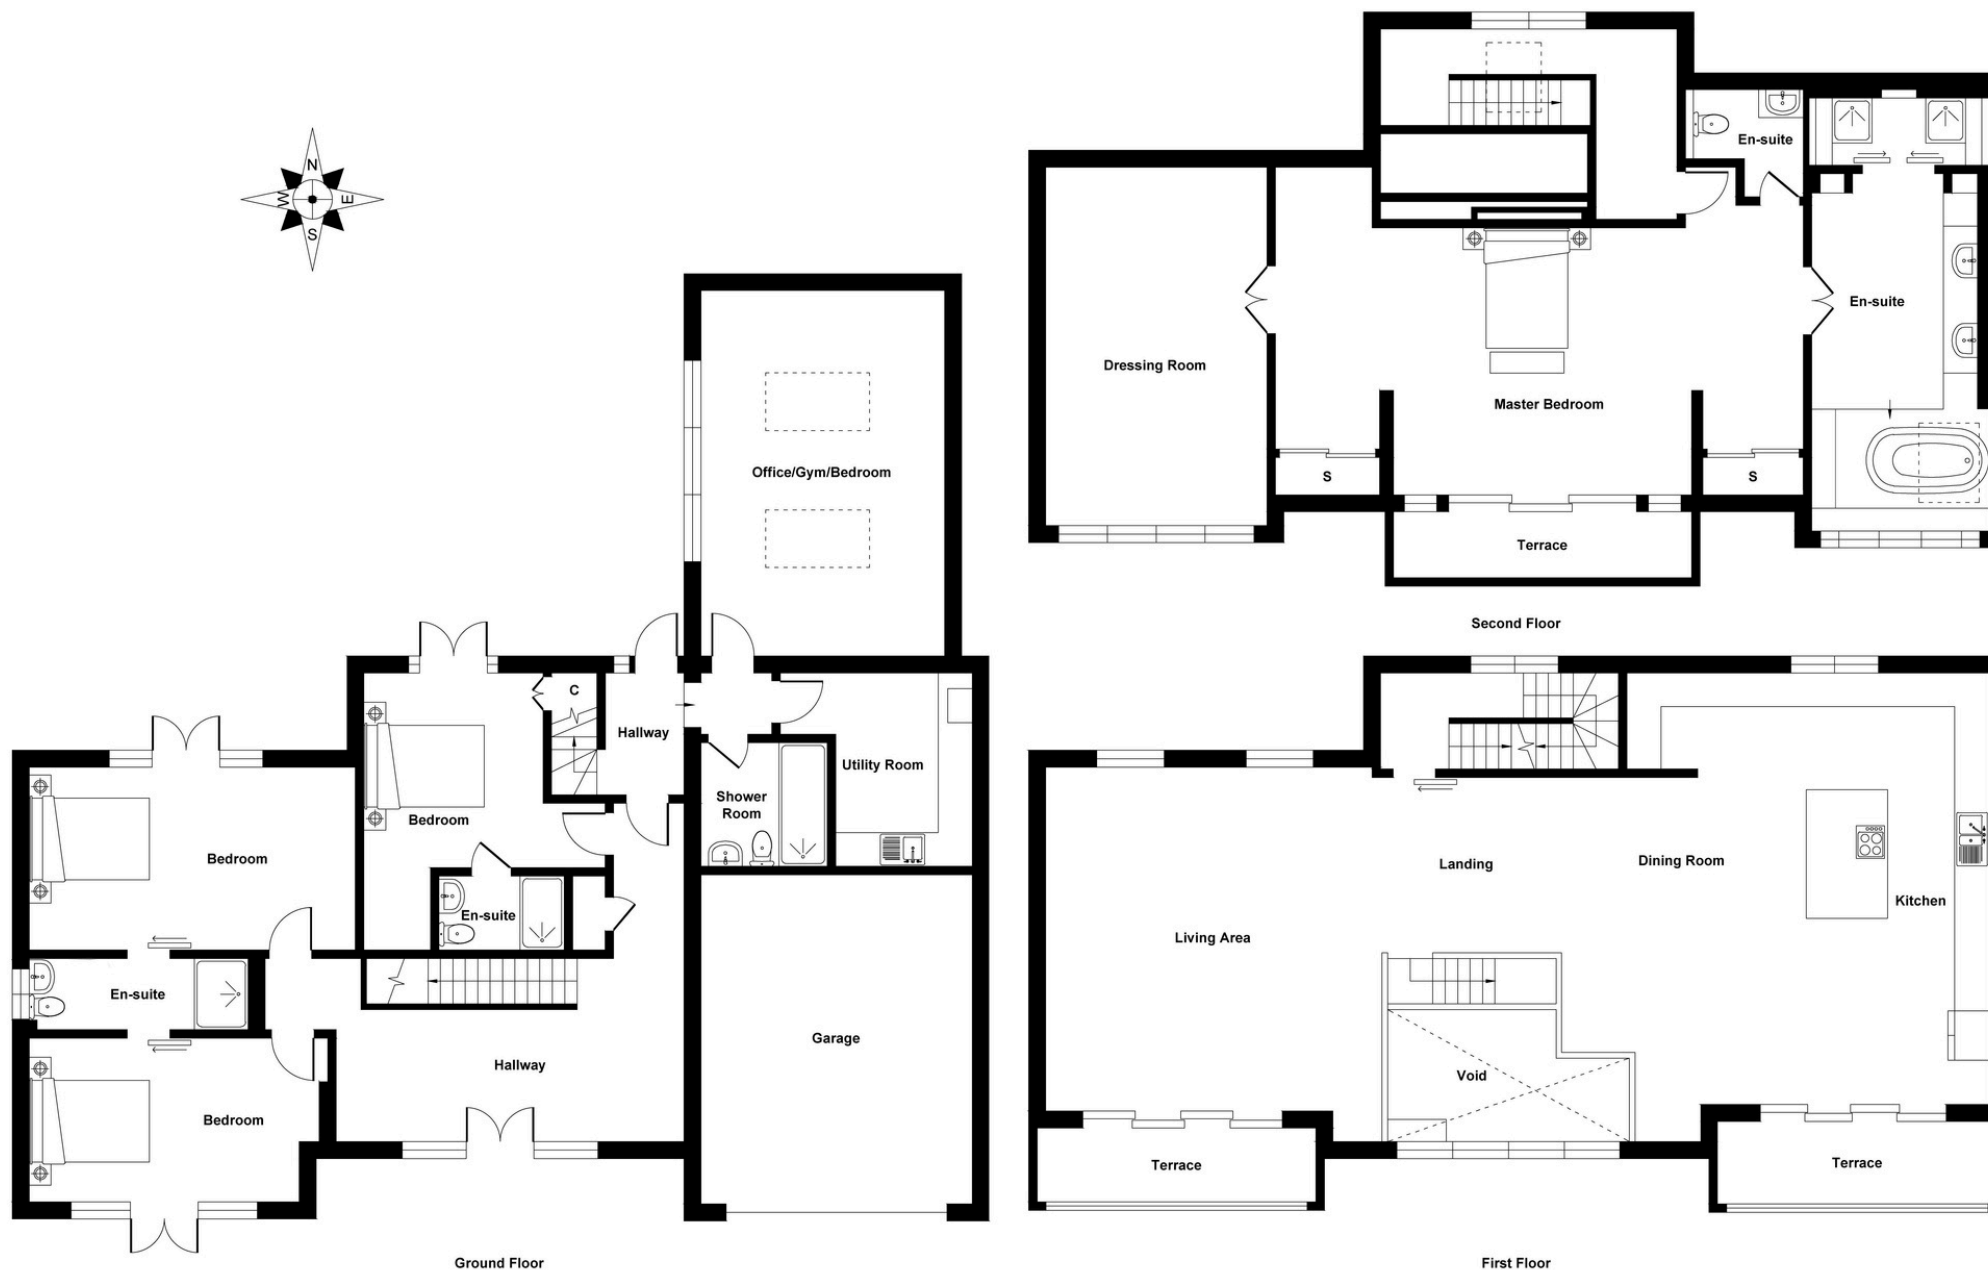 N
W
E
S
Office/Gym/Bedroom
C
Hallway
Utility Room
Shower
Room
Bedroom
Bedroom
En-suite
En-suite
Garage
Hallway
Bedroom
Ground Floor
En-suite
En-suite
Dressing Room
Master Bedroom
S
S
Terrace
Second Floor
Landing
Dining Room
Kitchen
Living Area
Void
Terrace
Terrace
First Floor